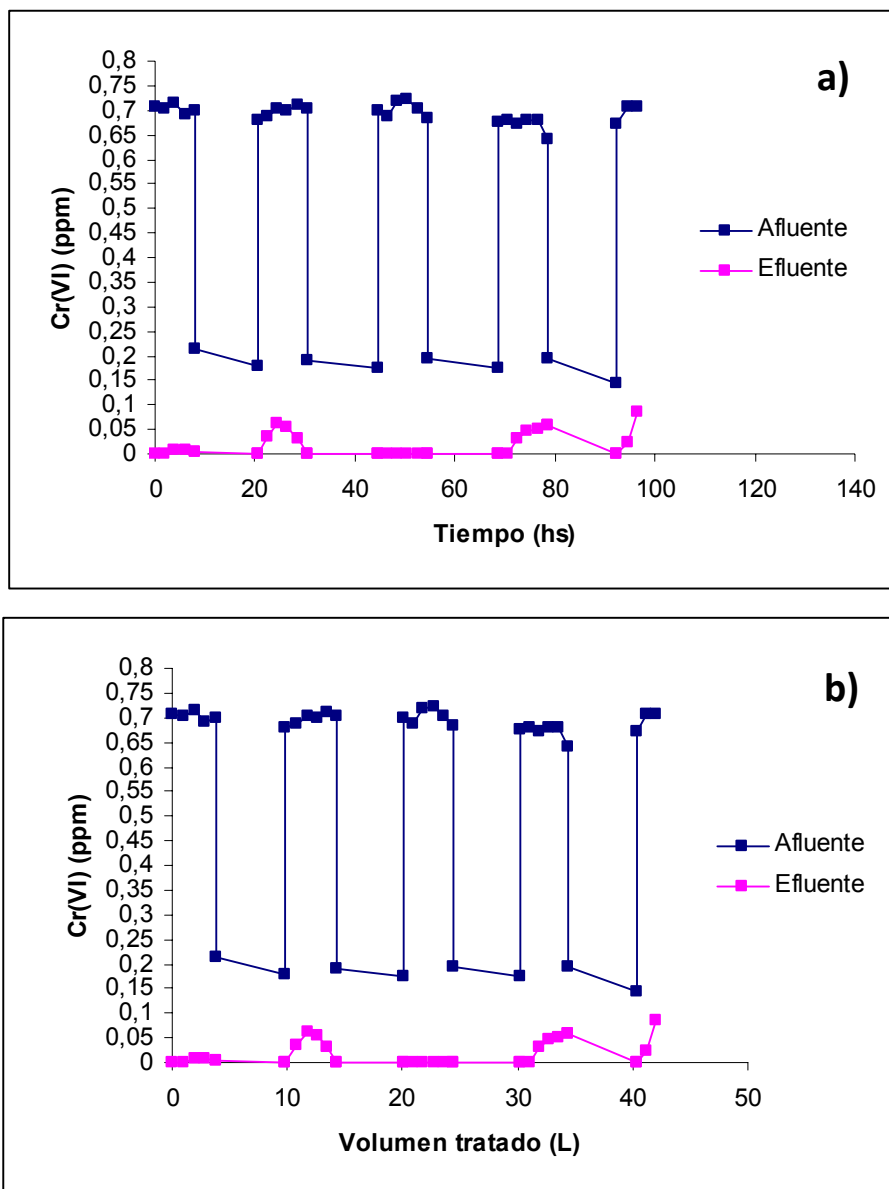 a)
0,8
0,75
0,7
0,65
0,6
0,55
0,5
0,45
0,4
0,35
0,3
0,25
0,2
0,15
0,1
0,05
0
Cr(VI) (ppm)
Afluente
Efluente
0 20 40 60 80 100 120 140
Tiempo (hs)
b)
0,8
0,75
0,7
0,65
0,6
0,55
0,5
0,45
0,4
0,35
0,3
0,25
0,2
0,15
0,1
0,05
0
Cr(VI) (ppm)
Afluente
Efluente
0 10 20 30 40 50
Volumen tratado (L)